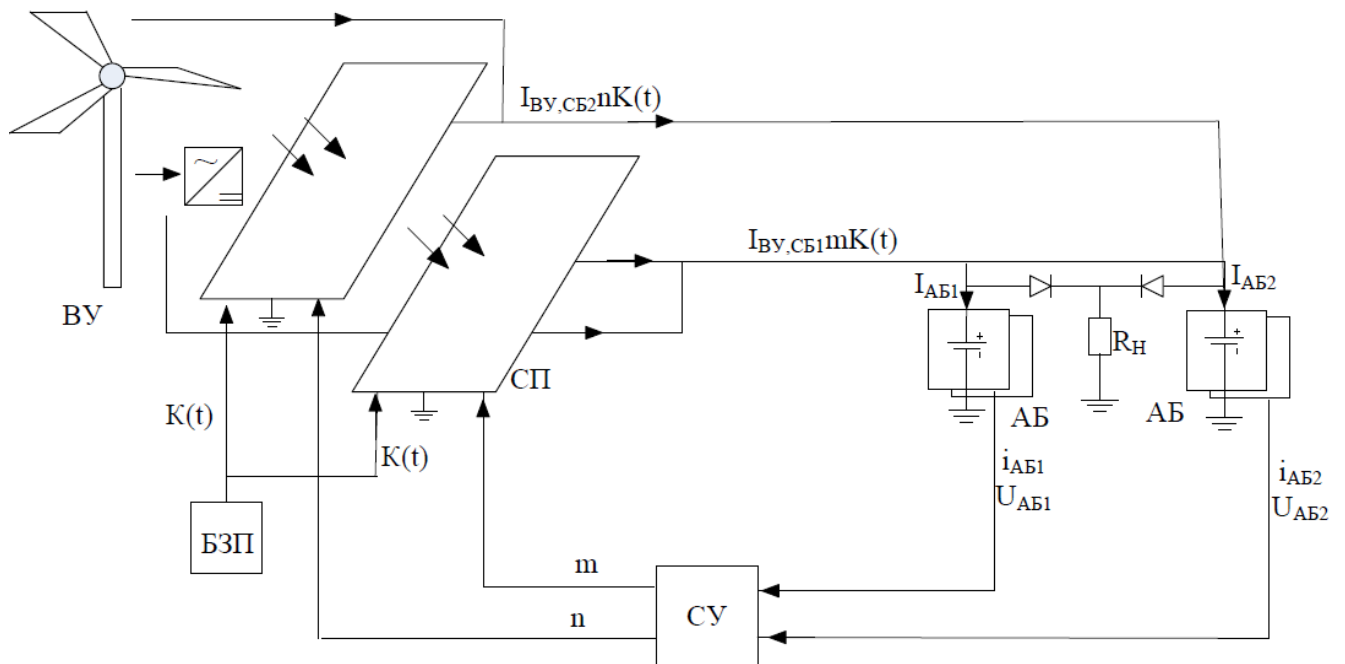 I_ВУ,СБ2nK(t)
I_ВУ,СБ1mK(t)
I_АБ1
I_АБ2
ВУ
R_Н
СП
АБ
АБ
К(t)
К(t)
i_АБ1
U_АБ1
i_АБ2
U_АБ2
БЗП
m
n
СУ